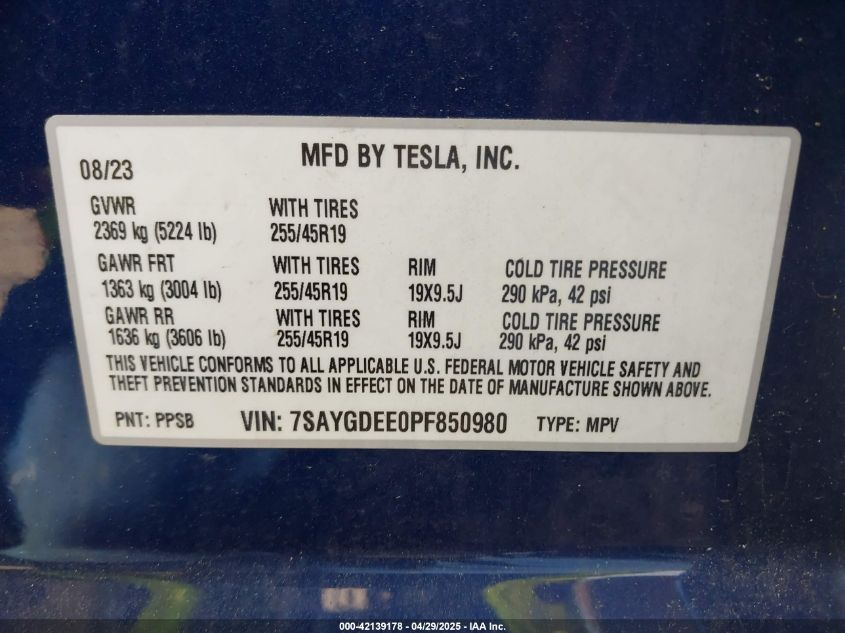 MFD BY TESLA, INC.
08/23
GVWR WITH TIRES
2369 kg (5224 lb) 255/45R19
GAWR FRT WITH TIRES RIM COLD TIRE PRESSURE
1363 kg (3004 lb) 255/45R19 19X9.5J 290 kPa, 42 psi
GAWR RR WITH TIRES RIM COLD TIRE PRESSURE
1636 kg (3606 lb) 255/45R19 19X9.5J 290 kPa, 42 psi
THIS VEHICLE CONFORMS TO ALL APPLICABLE U.S. FEDERAL MOTOR VEHICLE SAFETY AND
THEFT PREVENTION STANDARDS IN EFFECT ON THE DATE OF MANUFACTURE SHOWN ABOVE.
PNT: PPSB VIN: 7SAYGDEE0PF850980 TYPE: MPV
000-42139178 - 04/29/2025 - IAA Inc.